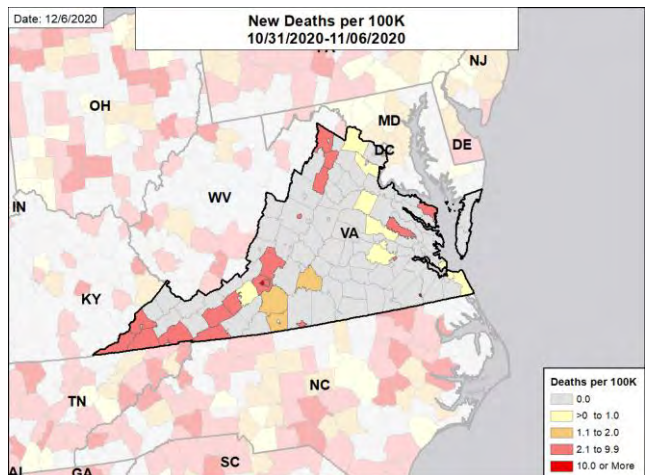 Date: 12/6/2020
New Deaths per 100K
10/31/2020-11/06/2020
PA
NJ
OH
MD
DC
DE
WV
IN
VA
KY
TN
NC
SC
AL
GA
Deaths per 100K
0.0
>0 to 1.0
1.1 to 2.0
2.1 to 9.9
10.0 or More